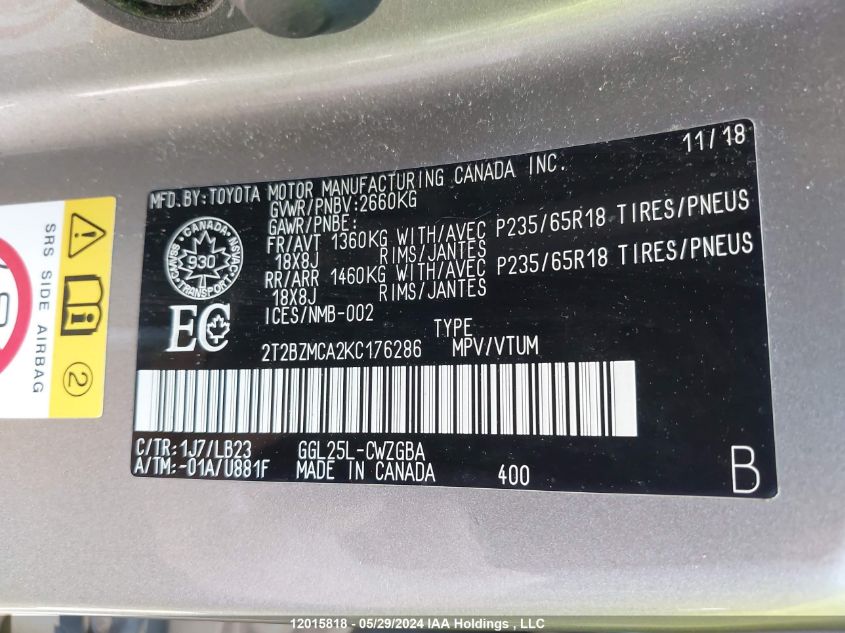 11/18
MFD.BY:TOYOTA MOTOR MANUFACTURING CANADA INC.
GVWR/PNBV:2660KG
GAWR/PNBE:
FR/AVT 1360KG WITH/AVEC P235/65R18 TIRES/PNEUS
18X8J RIMS/JANTES
RR/ARR 1460KG WITH/AVEC P235/65R18 TIRES/PNEUS
18X8J RIMS/JANTES
ICES/NMB-002
CANADA
930
TRANSPORT
EC
TYPE
2T2BZMCA2KC176286 MPV/VTUM
C/TR:1J7/LB23 GGL25L-CWZGBA
A/TM:-01A/U881F MADE IN CANADA 400
B
SRS SIDE AIRBAG
2
12015818 - 05/29/2024 IAA Holdings , LLC